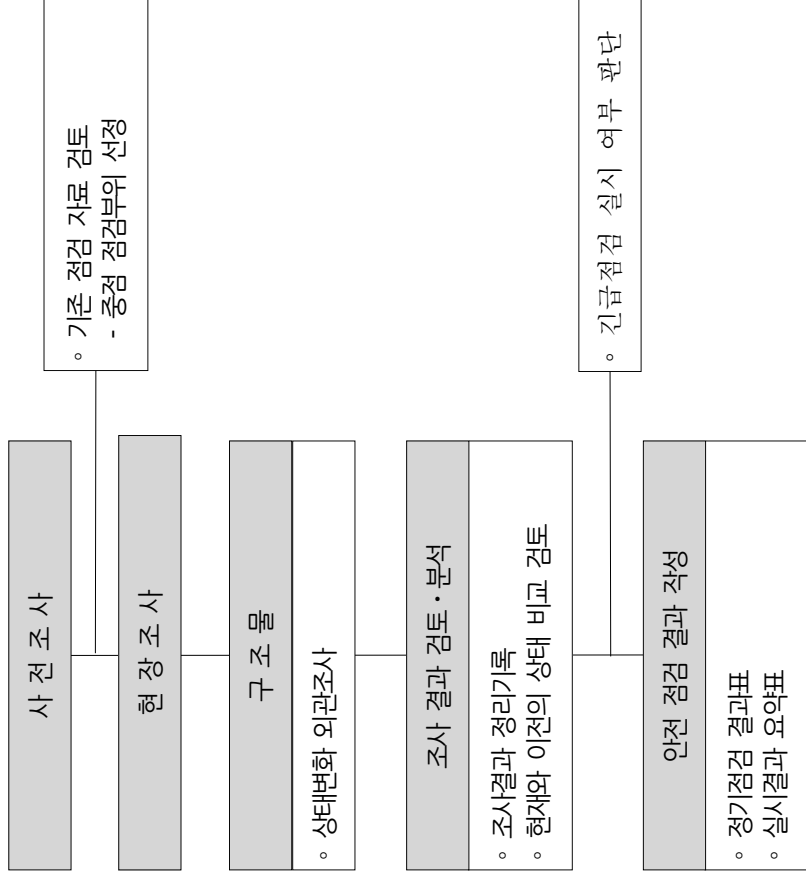 사 전 조 사
◦ 기존 점검 자료 검토
- 중점 점검부위 선정
현 장 조 사
구 조 물
◦ 상태변화 외관조사
조사 결과 검토·분석
◦ 조사결과 정리기록
◦ 현재와 이전의 상태 비교 검토
◦ 긴급점검 실시 여부 판단
안전 점검 결과 작성
◦ 정기점검 결과표
◦ 실시결과 요약표